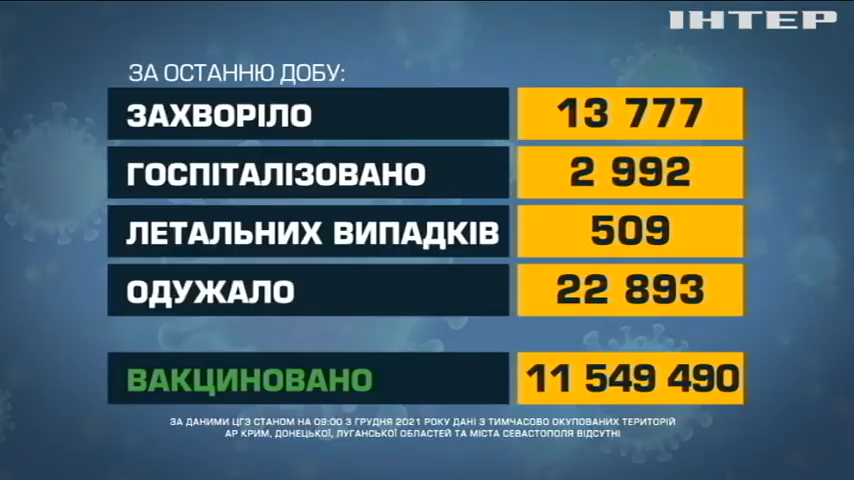 ІНТЕР
ЗА ОСТАННЮ ДОБУ:
ЗАХВОРІЛО 13 777
ГОСПІТАЛІЗОВАНО 2 992
ЛЕТАЛЬНИХ ВИПАДКІВ 509
ОДУЖАЛО 22 893
ВАКЦИНОВАНО 11 549 490
ЗА ДАНИМИ ЦГЗ СТАНОМ НА 09:00 3 ГРУДНЯ 2021 РОКУ ДАНІ З ТИМЧАСОВО ОКУПОВАНИХ ТЕРИТОРІЙ
АР КРИМ, ДОНЕЦЬКОЇ, ЛУГАНСЬКОЇ ОБЛАСТЕЙ ТА МІСТА СЕВАСТОПОЛЯ ВІДСУТНІ